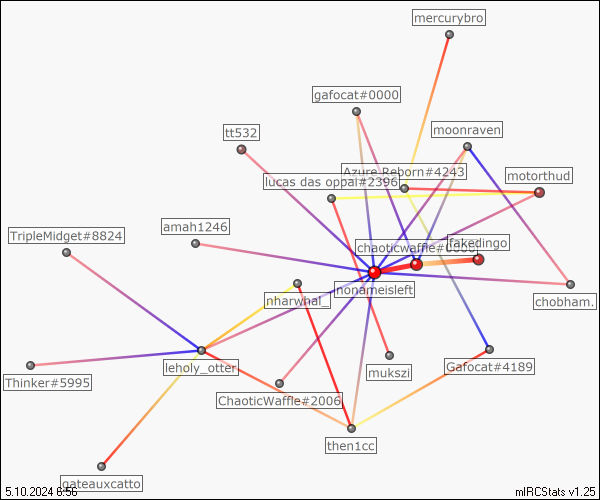 mercurybro
gafocat#0000
moonraven
tt532
Azure Reborn#4243
motorthud
lucas das oppai#2396
amah1246
TripleMidget#8824
fakedingo
chaoticwaffle#0000
nonameisleft
nharwhal_
chobham.
leholy_otter
Gafocat#4189
mukszi
Thinker#5995
ChaoticWaffle#2006
then1cc
gateauxcatto
5.10.2024 6:56
mIRCStats v1.25